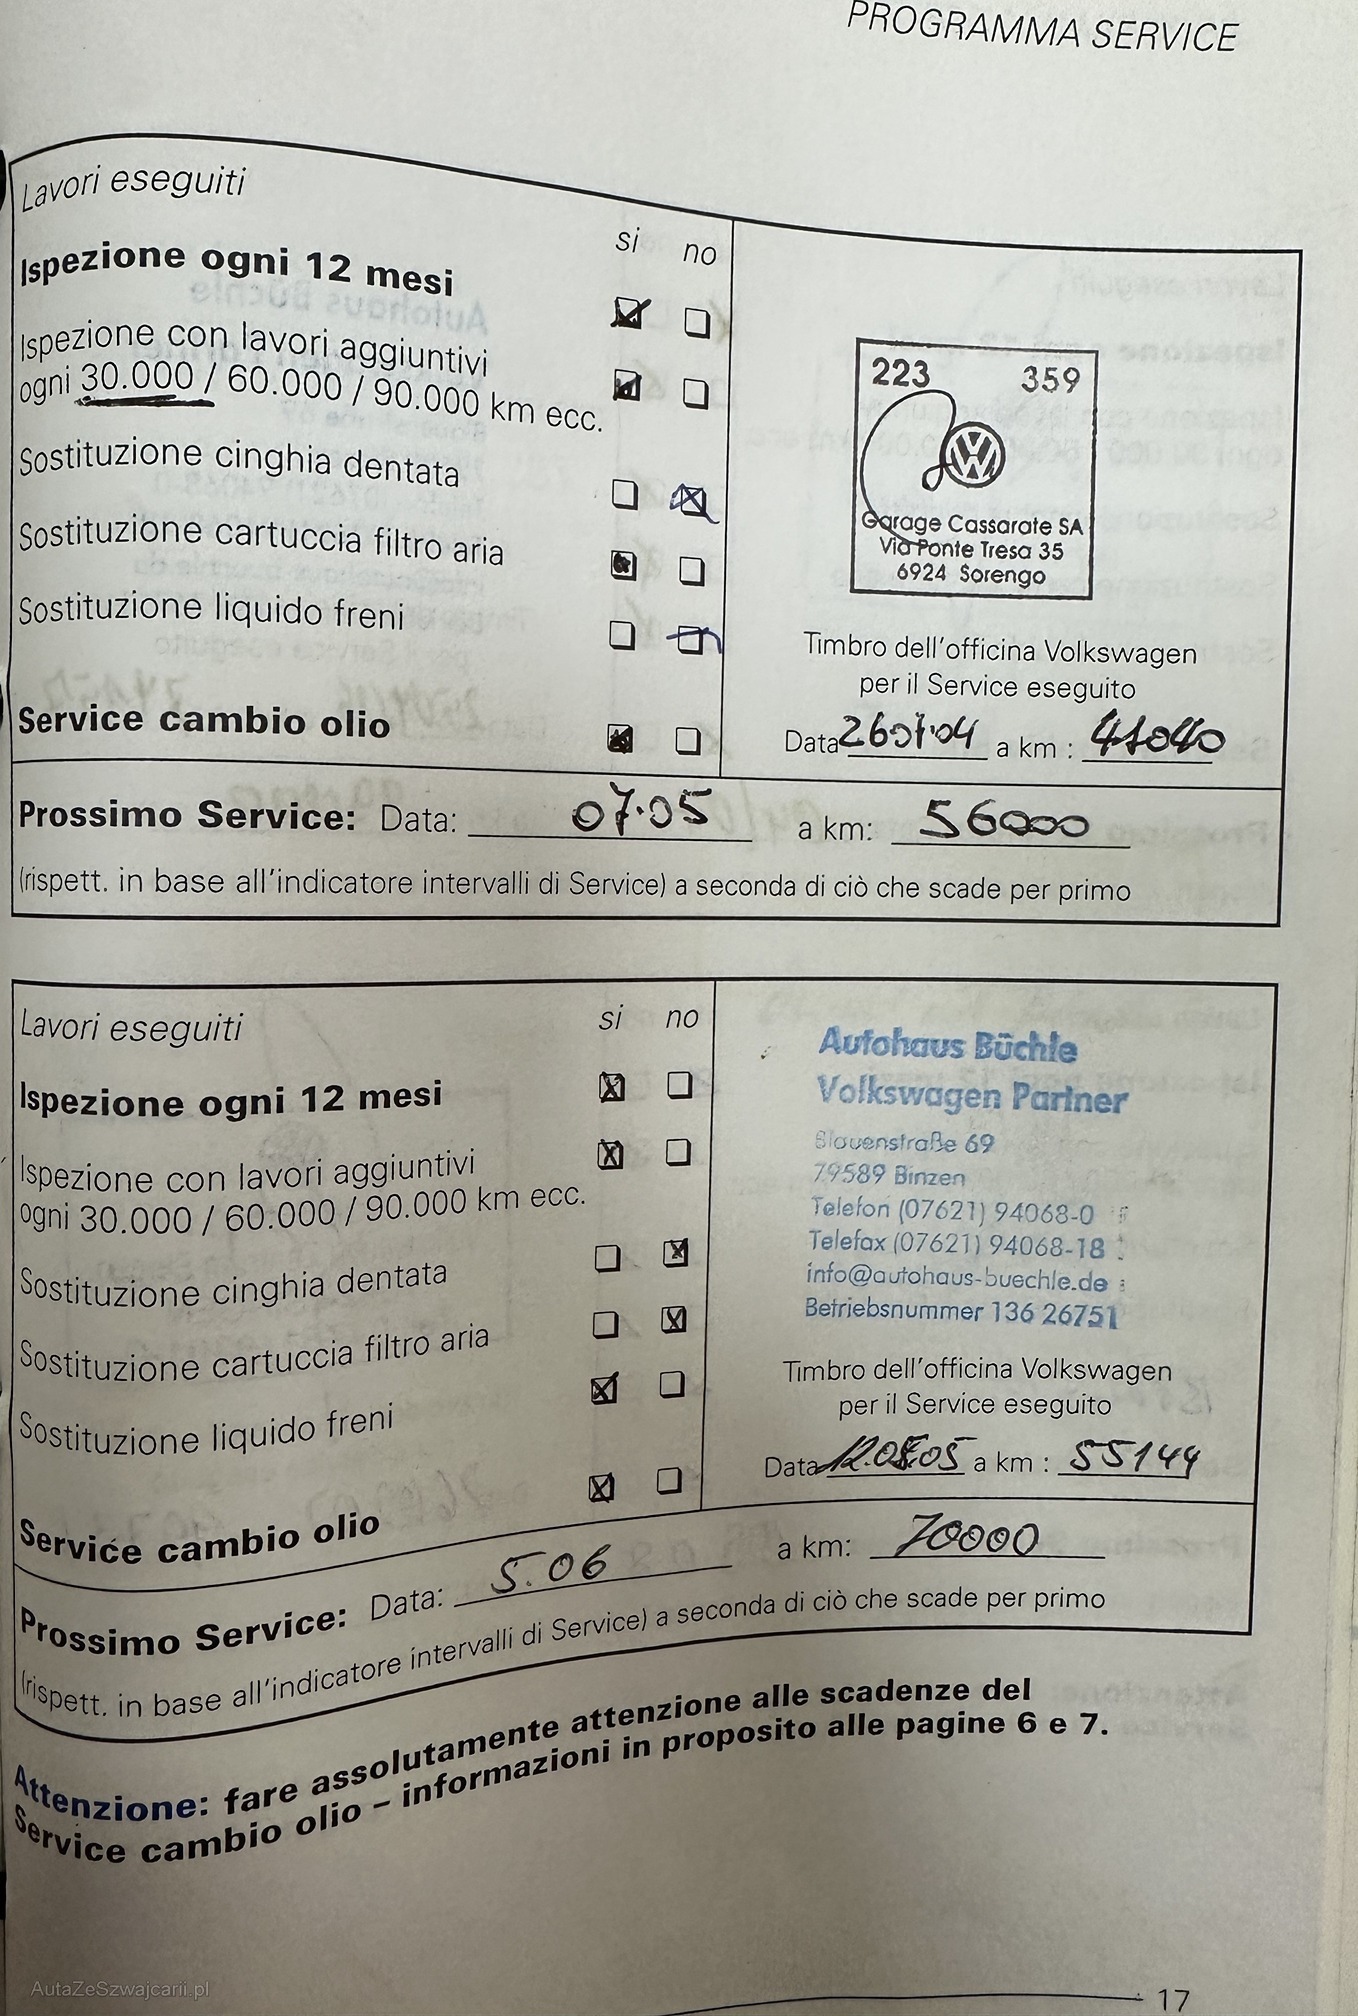 PROGRAMMA SERVICE
Lavori eseguiti
si no
Ispezione ogni 12 mesi
Ispezione con lavori aggiuntivi
ogni 30.000 / 60.000 / 90.000 km ecc.
Sostituzione cinghia dentata
Sostituzione cartuccia filtro aria
Sostituzione liquido freni
Service cambio olio
223 359
Garage Cassarate SA
Via Ponte Tresa 35
6924 Sorengo
Timbro dell'officina Volkswagen
per il Service eseguito
Data 26.07.04 a km : 41040
Prossimo Service: Data: 07.05 a km: 56000
(rispett. in base all'indicatore intervalli di Service) a seconda di ciò che scade per primo
Lavori eseguiti
si no
Ispezione ogni 12 mesi
Ispezione con lavori aggiuntivi
ogni 30.000 / 60.000 / 90.000 km ecc.
Sostituzione cinghia dentata
Sostituzione cartuccia filtro aria
Sostituzione liquido freni
Service cambio olio
Autohaus Büchle
Volkswagen Partner
Blauenstraße 69
79589 Binzen
Telefon (07621) 94068-0
Telefax (07621) 94068-18
info@autohaus-buechle.de
Betriebsnummer 136 26751
Timbro dell'officina Volkswagen
per il Service eseguito
Data 12.05.05 a km : 55144
Prossimo Service: Data: 5.06 a km: 70000
(rispett. in base all'indicatore intervalli di Service) a seconda di ciò che scade per primo
Attenzione: fare assolutamente attenzione alle scadenze del
Service cambio olio – informazioni in proposito alle pagine 6 e 7.
AutaZeSzwajcarii.pl
17